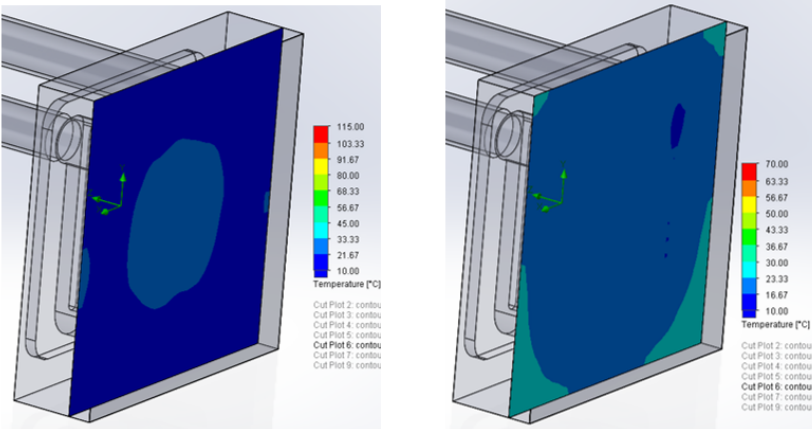 115.00
103.33
91.67
80.00
68.33
56.67
45.00
33.33
21.67
10.00
Temperature [°C]
Cut Plot 2: contou
Cut Plot 3: contou
Cut Plot 4: contou
Cut Plot 5: contou
Cut Plot 6: contou
Cut Plot 7: contou
Cut Plot 9: contou
70.00
63.33
56.67
50.00
43.33
36.67
30.00
23.33
16.67
10.00
Temperature [°C]
Cut Plot 2: contou
Cut Plot 3: contou
Cut Plot 4: contou
Cut Plot 5: contou
Cut Plot 6: contou
Cut Plot 7: contou
Cut Plot 9: contou